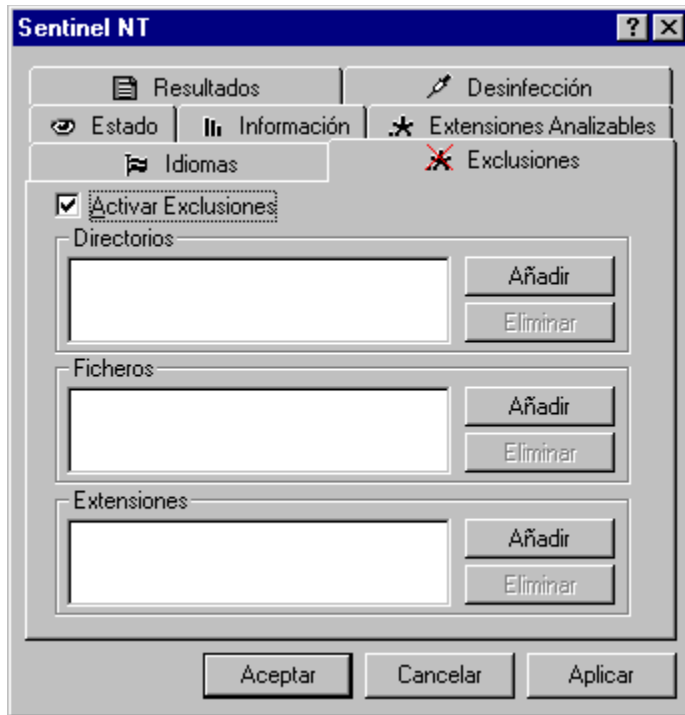 Sentinel NT
Resultados Desinfección
Estado Información Extensiones Analizables
Idiomas Exclusiones
Activar Exclusiones
Directorios
Añadir
Eliminar
Ficheros
Añadir
Eliminar
Extensiones
Añadir
Eliminar
Aceptar Cancelar Aplicar